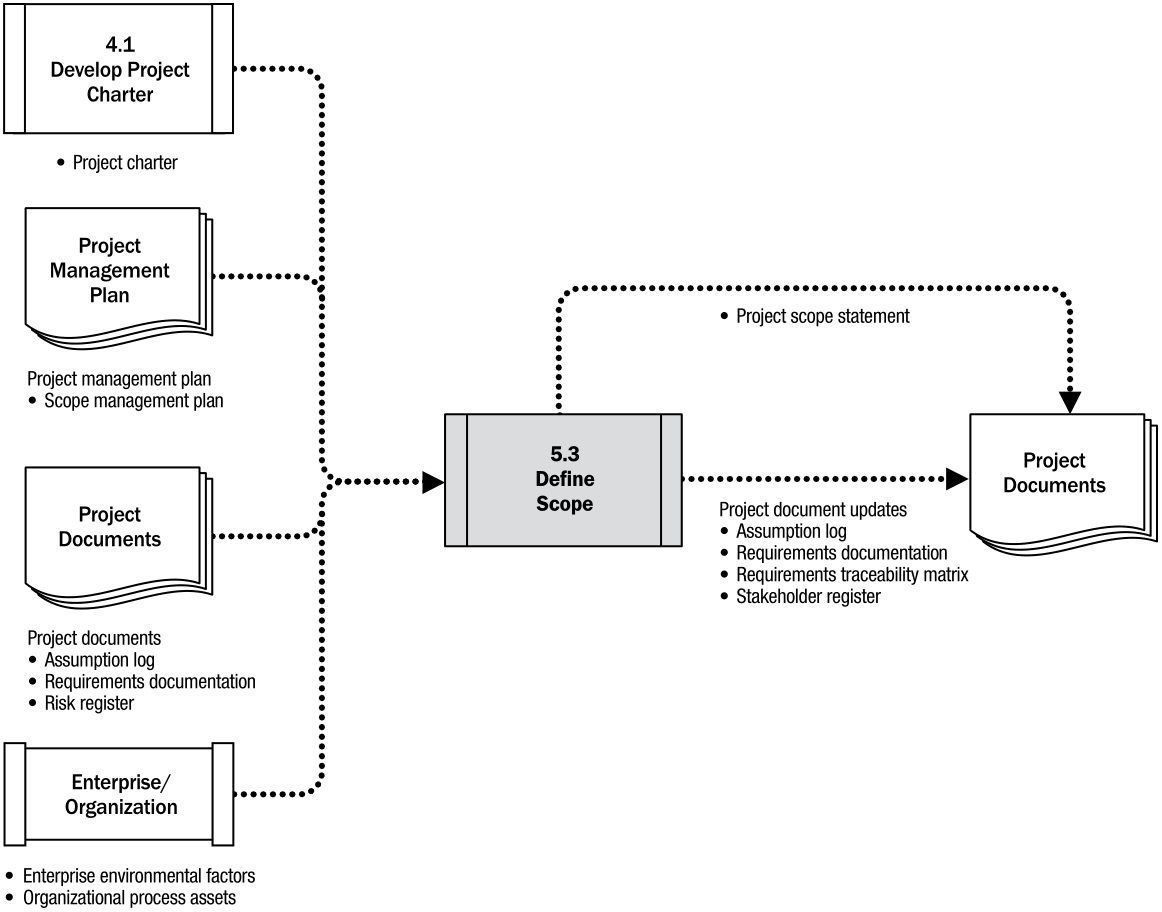 4.1
Develop Project
Charter
• Project charter
Project
Management
Plan
Project management plan
• Scope management plan
Project
Documents
Project documents
• Assumption log
• Requirements documentation
• Risk register
Enterprise/
Organization
• Enterprise environmental factors
• Organizational process assets
5.3
Define
Scope
• Project scope statement
Project document updates
• Assumption log
• Requirements documentation
• Requirements traceability matrix
• Stakeholder register
Project
Documents